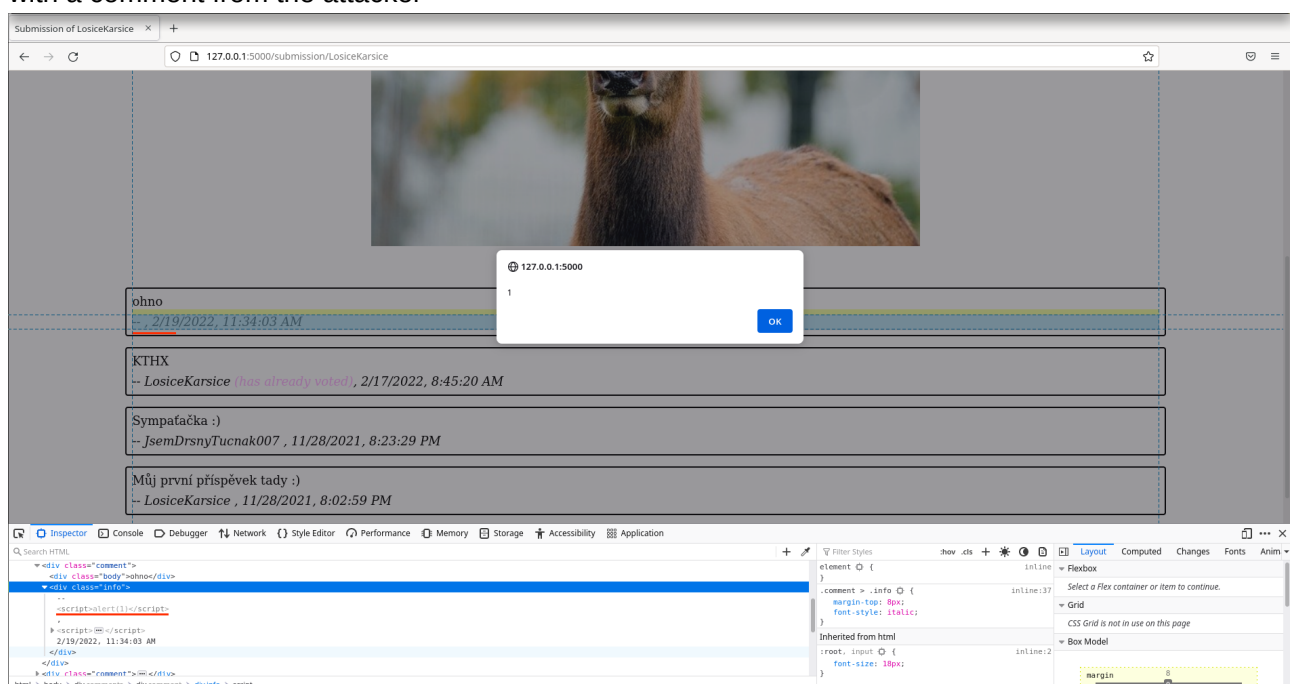 with a comment from the attacker
Submission of LosiceKarsice × +
127.0.0.1:5000/submission/LosiceKarsice
127.0.0.1:5000
1
OK
ohno
-- , 2/19/2022, 11:34:03 AM
KTHX
-- LosiceKarsice (has already voted), 2/17/2022, 8:45:20 AM
Sympaťačka :)
-- JsemDrsnyTucnak007 , 11/28/2021, 8:23:29 PM
Můj první příspěvek tady :)
-- LosiceKarsice , 11/28/2021, 8:02:59 PM
Inspector Console Debugger Network {} Style Editor Performance Memory Storage Accessibility Application
Search HTML
<div class="comment">
<div class="body">ohno</div>
<div class="info">
--
<script>alert(1)</script>
,
<script></script>
2/19/2022, 11:34:03 AM
</div>
</div>
<div class="comment"></div>
Filter Styles :hov .cls +
element { inline
}
.comment > .info { inline:37
margin-top: 8px;
font-style: italic;
}
Inherited from html
:root, input { inline:2
font-size: 18px;
}
Layout Computed Changes Fonts Anim
Flexbox
Select a Flex container or item to continue.
Grid
CSS Grid is not in use on this page
Box Model
margin 8